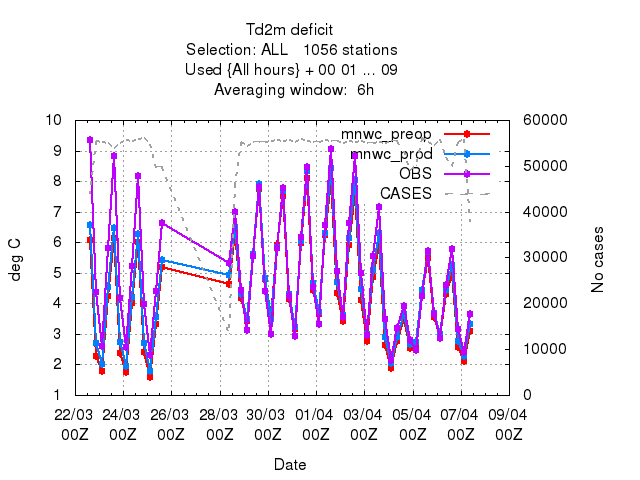 Td2m deficit
Selection: ALL   1056 stations
Used {All hours} + 00 01 ... 09
Averaging window:  6h
10
9
8
7
6
5
4
3
2
1
deg C
60000
50000
40000
30000
20000
10000
0
No cases
mnwc_preop
mnwc_prod
OBS
CASES
22/03 24/03 26/03 28/03 30/03 01/04 03/04 05/04 07/04 09/04
00Z 00Z 00Z 00Z 00Z 00Z 00Z 00Z 00Z 00Z
Date